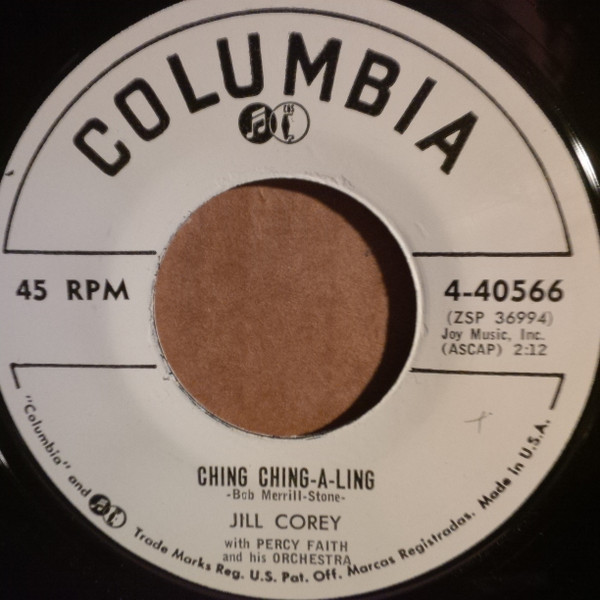 COLUMBIA
CBS
45 RPM
4-40566
(ZSP 36994)
Joy Music, Inc.
(ASCAP) 2:12
CHING CHING-A-LING
-Bob Merrill-Stone-
JILL COREY
with PERCY FAITH
and his ORCHESTRA
"Columbia" and Trade Marks Reg. U.S. Pat. Off. Marcas Registradas. Made in U.S.A.